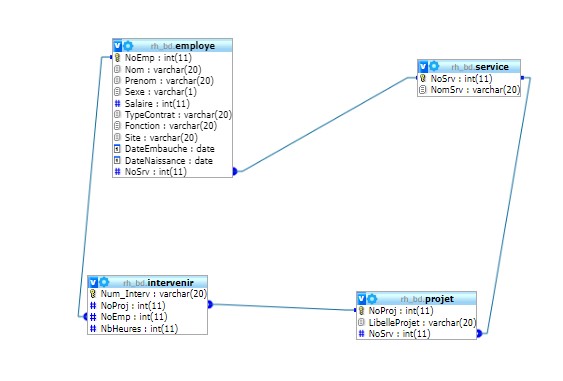 rh_bd.employe
NoEmp : int(11)
Nom : varchar(20)
Prenom : varchar(20)
Sexe : varchar(1)
# Salaire : int(11)
TypeContrat : varchar(20)
Fonction : varchar(20)
Site : varchar(20)
DateEmbauche : date
DateNaissance : date
# NoSrv : int(11)
rh_bd.service
NoSrv : int(11)
NomSrv : varchar(20)
rh_bd.intervenir
Num_Interv : varchar(20)
# NoProj : int(11)
# NoEmp : int(11)
# NbHeures : int(11)
rh_bd.projet
NoProj : int(11)
LibelleProjet : varchar(20)
# NoSrv : int(11)